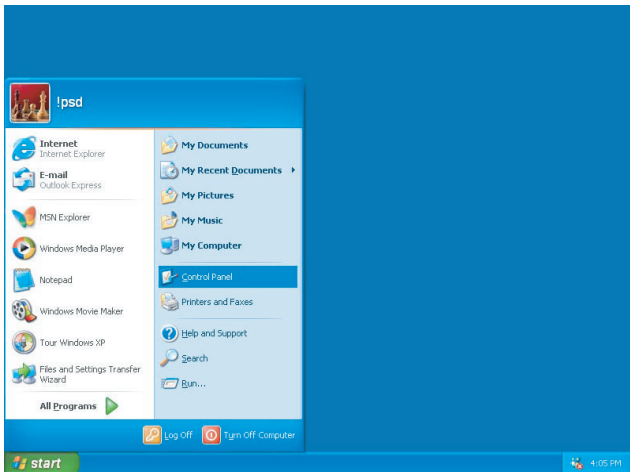 !psd
Internet
Internet Explorer
E-mail
Outlook Express
MSN Explorer
Windows Media Player
Notepad
Windows Movie Maker
Tour Windows XP
Files and Settings Transfer
Wizard
All Programs
My Documents
My Recent Documents
My Pictures
My Music
My Computer
Control Panel
Printers and Faxes
Help and Support
Search
Run...
Log Off
Turn Off Computer
start
4:05 PM